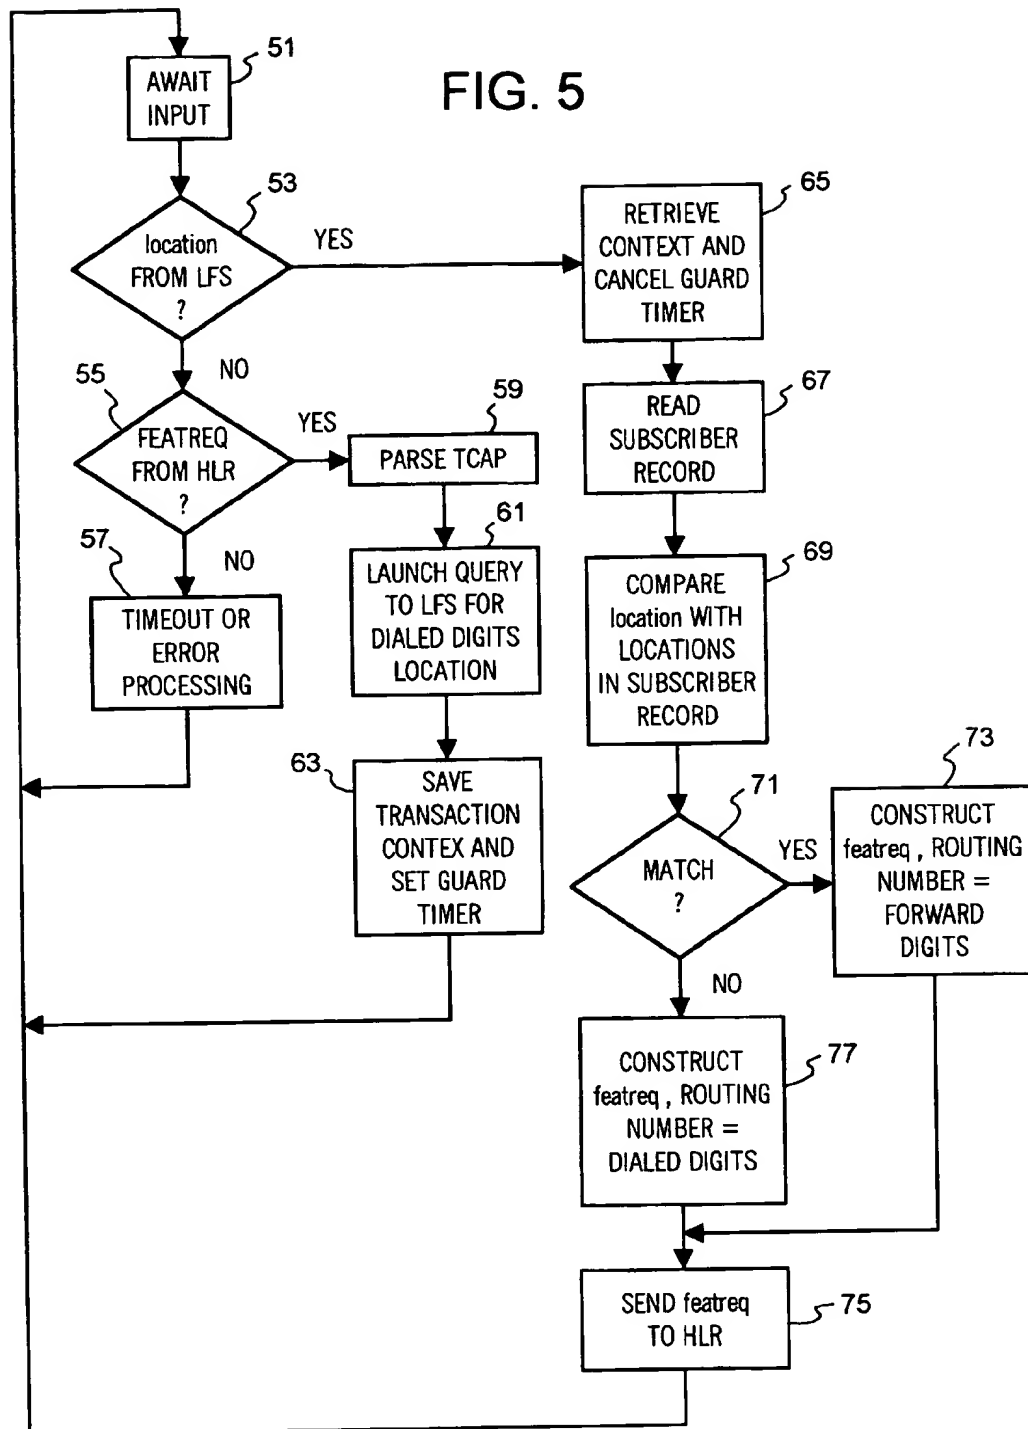 FIG. 5
51
AWAIT
INPUT
53
location
FROM LFS
?
YES
NO
55
FEATREQ
FROM HLR
?
YES
NO
57
TIMEOUT OR
ERROR
PROCESSING
59
PARSE TCAP
61
LAUNCH QUERY
TO LFS FOR
DIALED DIGITS
LOCATION
63
SAVE
TRANSACTION
CONTEX AND
SET GUARD
TIMER
65
RETRIEVE
CONTEXT AND
CANCEL GUARD
TIMER
67
READ
SUBSCRIBER
RECORD
69
COMPARE
location WITH
LOCATIONS
IN SUBSCRIBER
RECORD
71
MATCH
?
YES
NO
73
CONSTRUCT
featreq , ROUTING
NUMBER =
FORWARD
DIGITS
77
CONSTRUCT
featreq , ROUTING
NUMBER =
DIALED DIGITS
75
SEND featreq
TO HLR